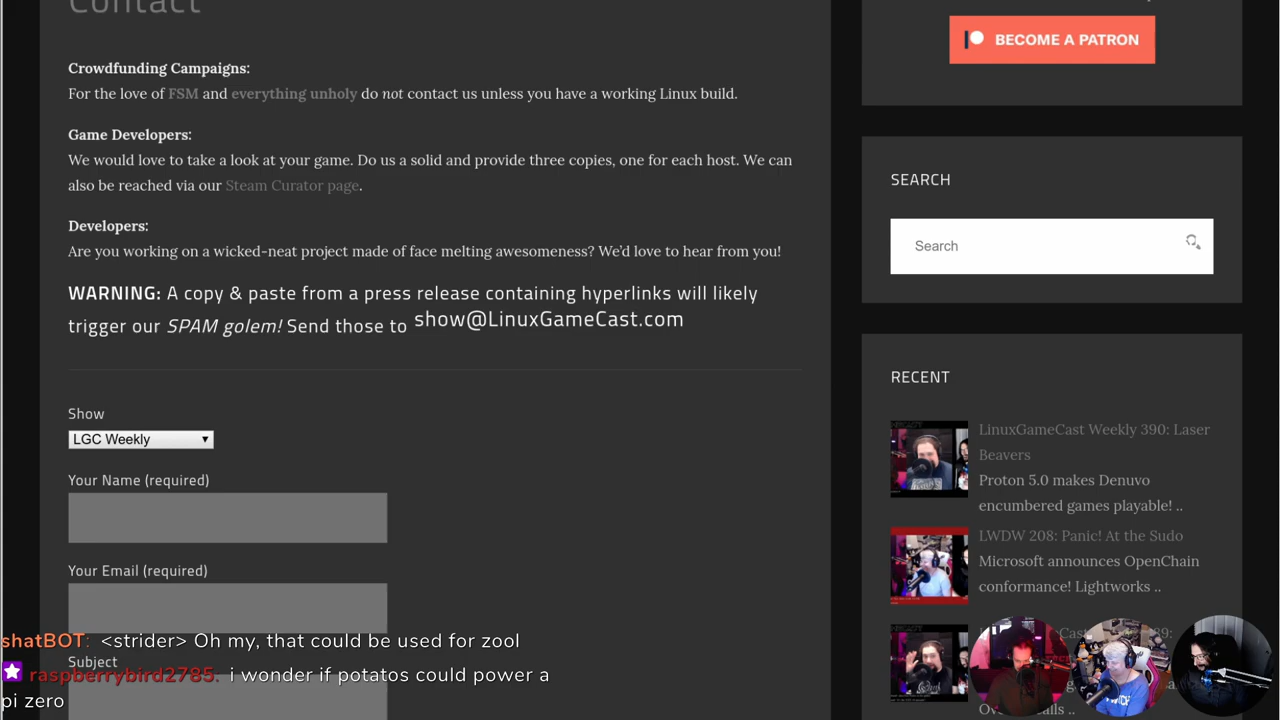 Contact
Crowdfunding Campaigns:
For the love of FSM and everything unholy do not contact us unless you have a working Linux build.
Game Developers:
We would love to take a look at your game. Do us a solid and provide three copies, one for each host. We can
also be reached via our Steam Curator page.
Developers:
Are you working on a wicked-neat project made of face melting awesomeness? We'd love to hear from you!
WARNING: A copy & paste from a press release containing hyperlinks will likely
trigger our SPAM golem! Send those to show@LinuxGameCast.com
Show
LGC Weekly
Your Name (required)
Your Email (required)
Subject
BECOME A PATRON
SEARCH
Search
RECENT
LinuxGameCast Weekly 390: Laser
Beavers
Proton 5.0 makes Denuvo
encumbered games playable! ..
LWDW 208: Panic! At the Sudo
Microsoft announces OpenChain
conformance! Lightworks ..
shatBOT: <strider> Oh my, that could be used for zool
raspberrybird2785: i wonder if potatos could power a
pi zero